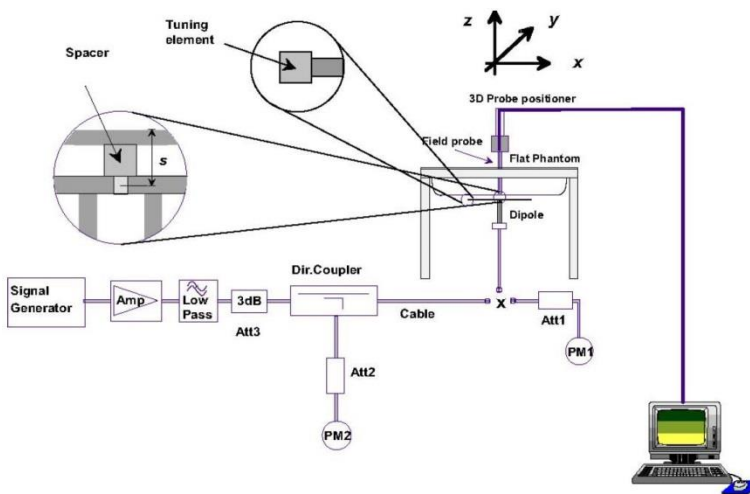 Tuning
element
Spacer
s
z
y
x
3D Probe positioner
Field probe
Flat Phantom
Dipole
Dir.Coupler
Signal
Generator
Amp
Low
Pass
3dB
Att3
Cable
x
Att1
PM1
Att2
PM2